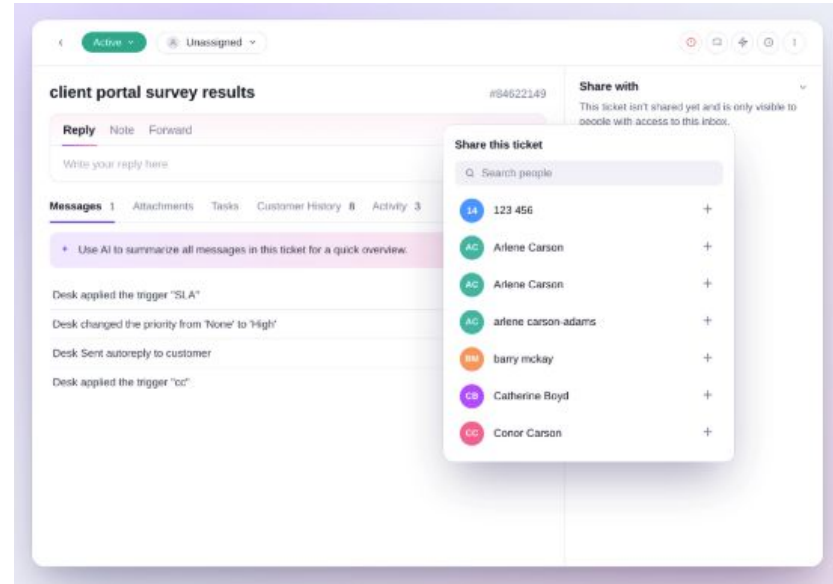 Active
Unassigned
client portal survey results
#84622149
Reply Note Forward
Write your reply here
Messages 1 Attachments Tasks Customer History 8 Activity 3
Use AI to summarize all messages in this ticket for a quick overview.
Desk applied the trigger "SLA"
Desk changed the priority from 'None' to 'High'
Desk Sent autoreply to customer
Desk applied the trigger "cc"
Share with
This ticket isn't shared yet and is only visible to
people with access to this inbox.
Share this ticket
Search people
14 123 456
AC Arlene Carson
AC Arlene Carson
AC arlene carson-adams
BM barry mckay
CB Catherine Boyd
CC Conor Carson